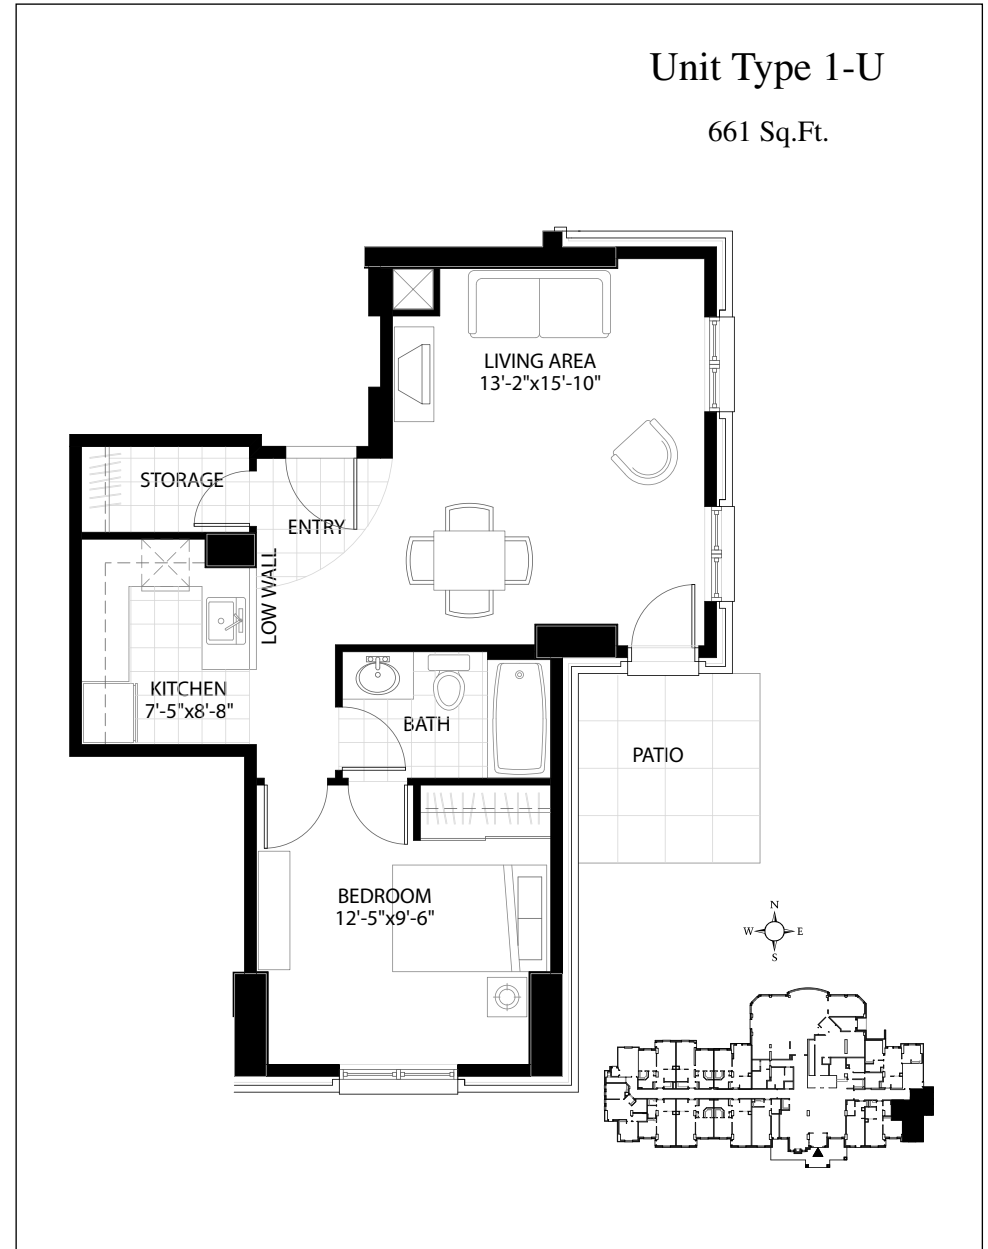 Unit Type 1-U
661 Sq.Ft.
LIVING AREA
13'-2"x15'-10"
STORAGE
ENTRY
LOW WALL
KITCHEN
7'-5"x8'-8"
BATH
PATIO
BEDROOM
12'-5"x9'-6"
N
W E
S